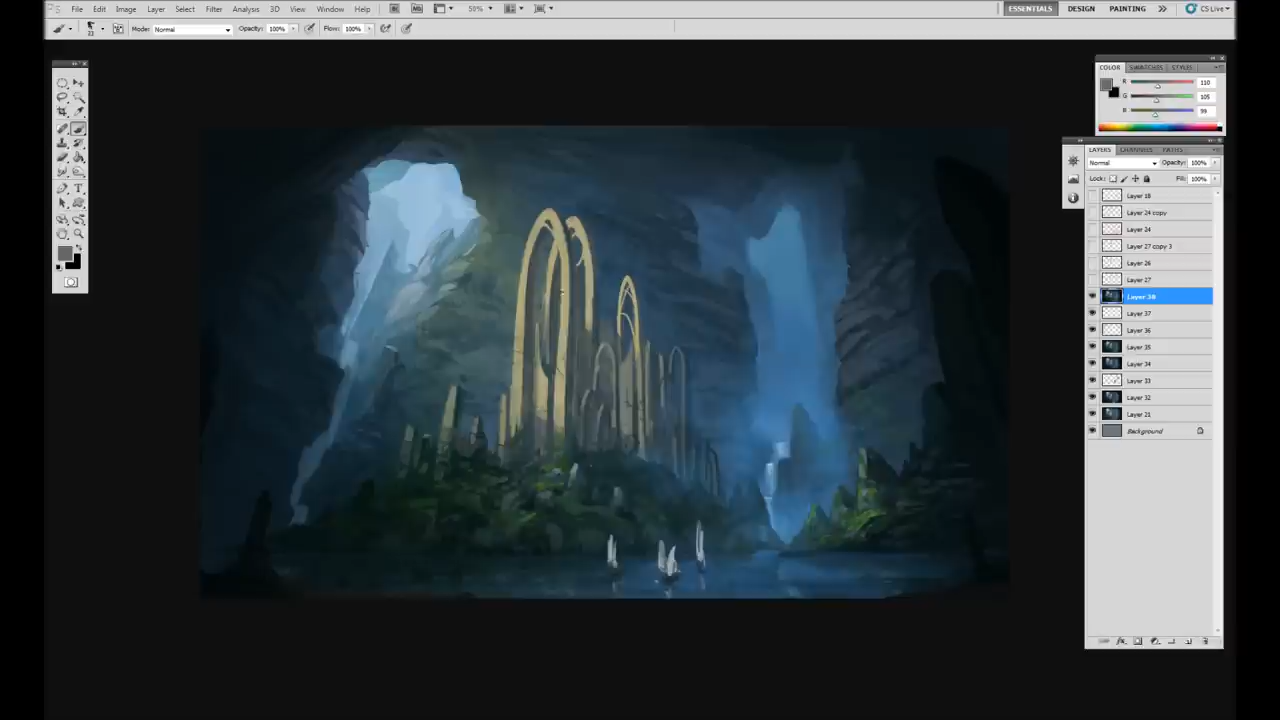 File Edit Image Layer Select Filter Analysis 3D View Window Help 50% ESSENTIALS DESIGN PAINTING CS Live
21 Mode: Normal Opacity: 100% Flow: 100%
COLOR SWATCHES STYLES
R 110
G 105
B 99
LAYERS CHANNELS PATHS
Normal Opacity: 100%
Lock: Fill: 100%
Layer 18
Layer 24 copy
Layer 24
Layer 27 copy 3
Layer 26
Layer 27
Layer 38
Layer 37
Layer 36
Layer 35
Layer 34
Layer 33
Layer 32
Layer 21
Background